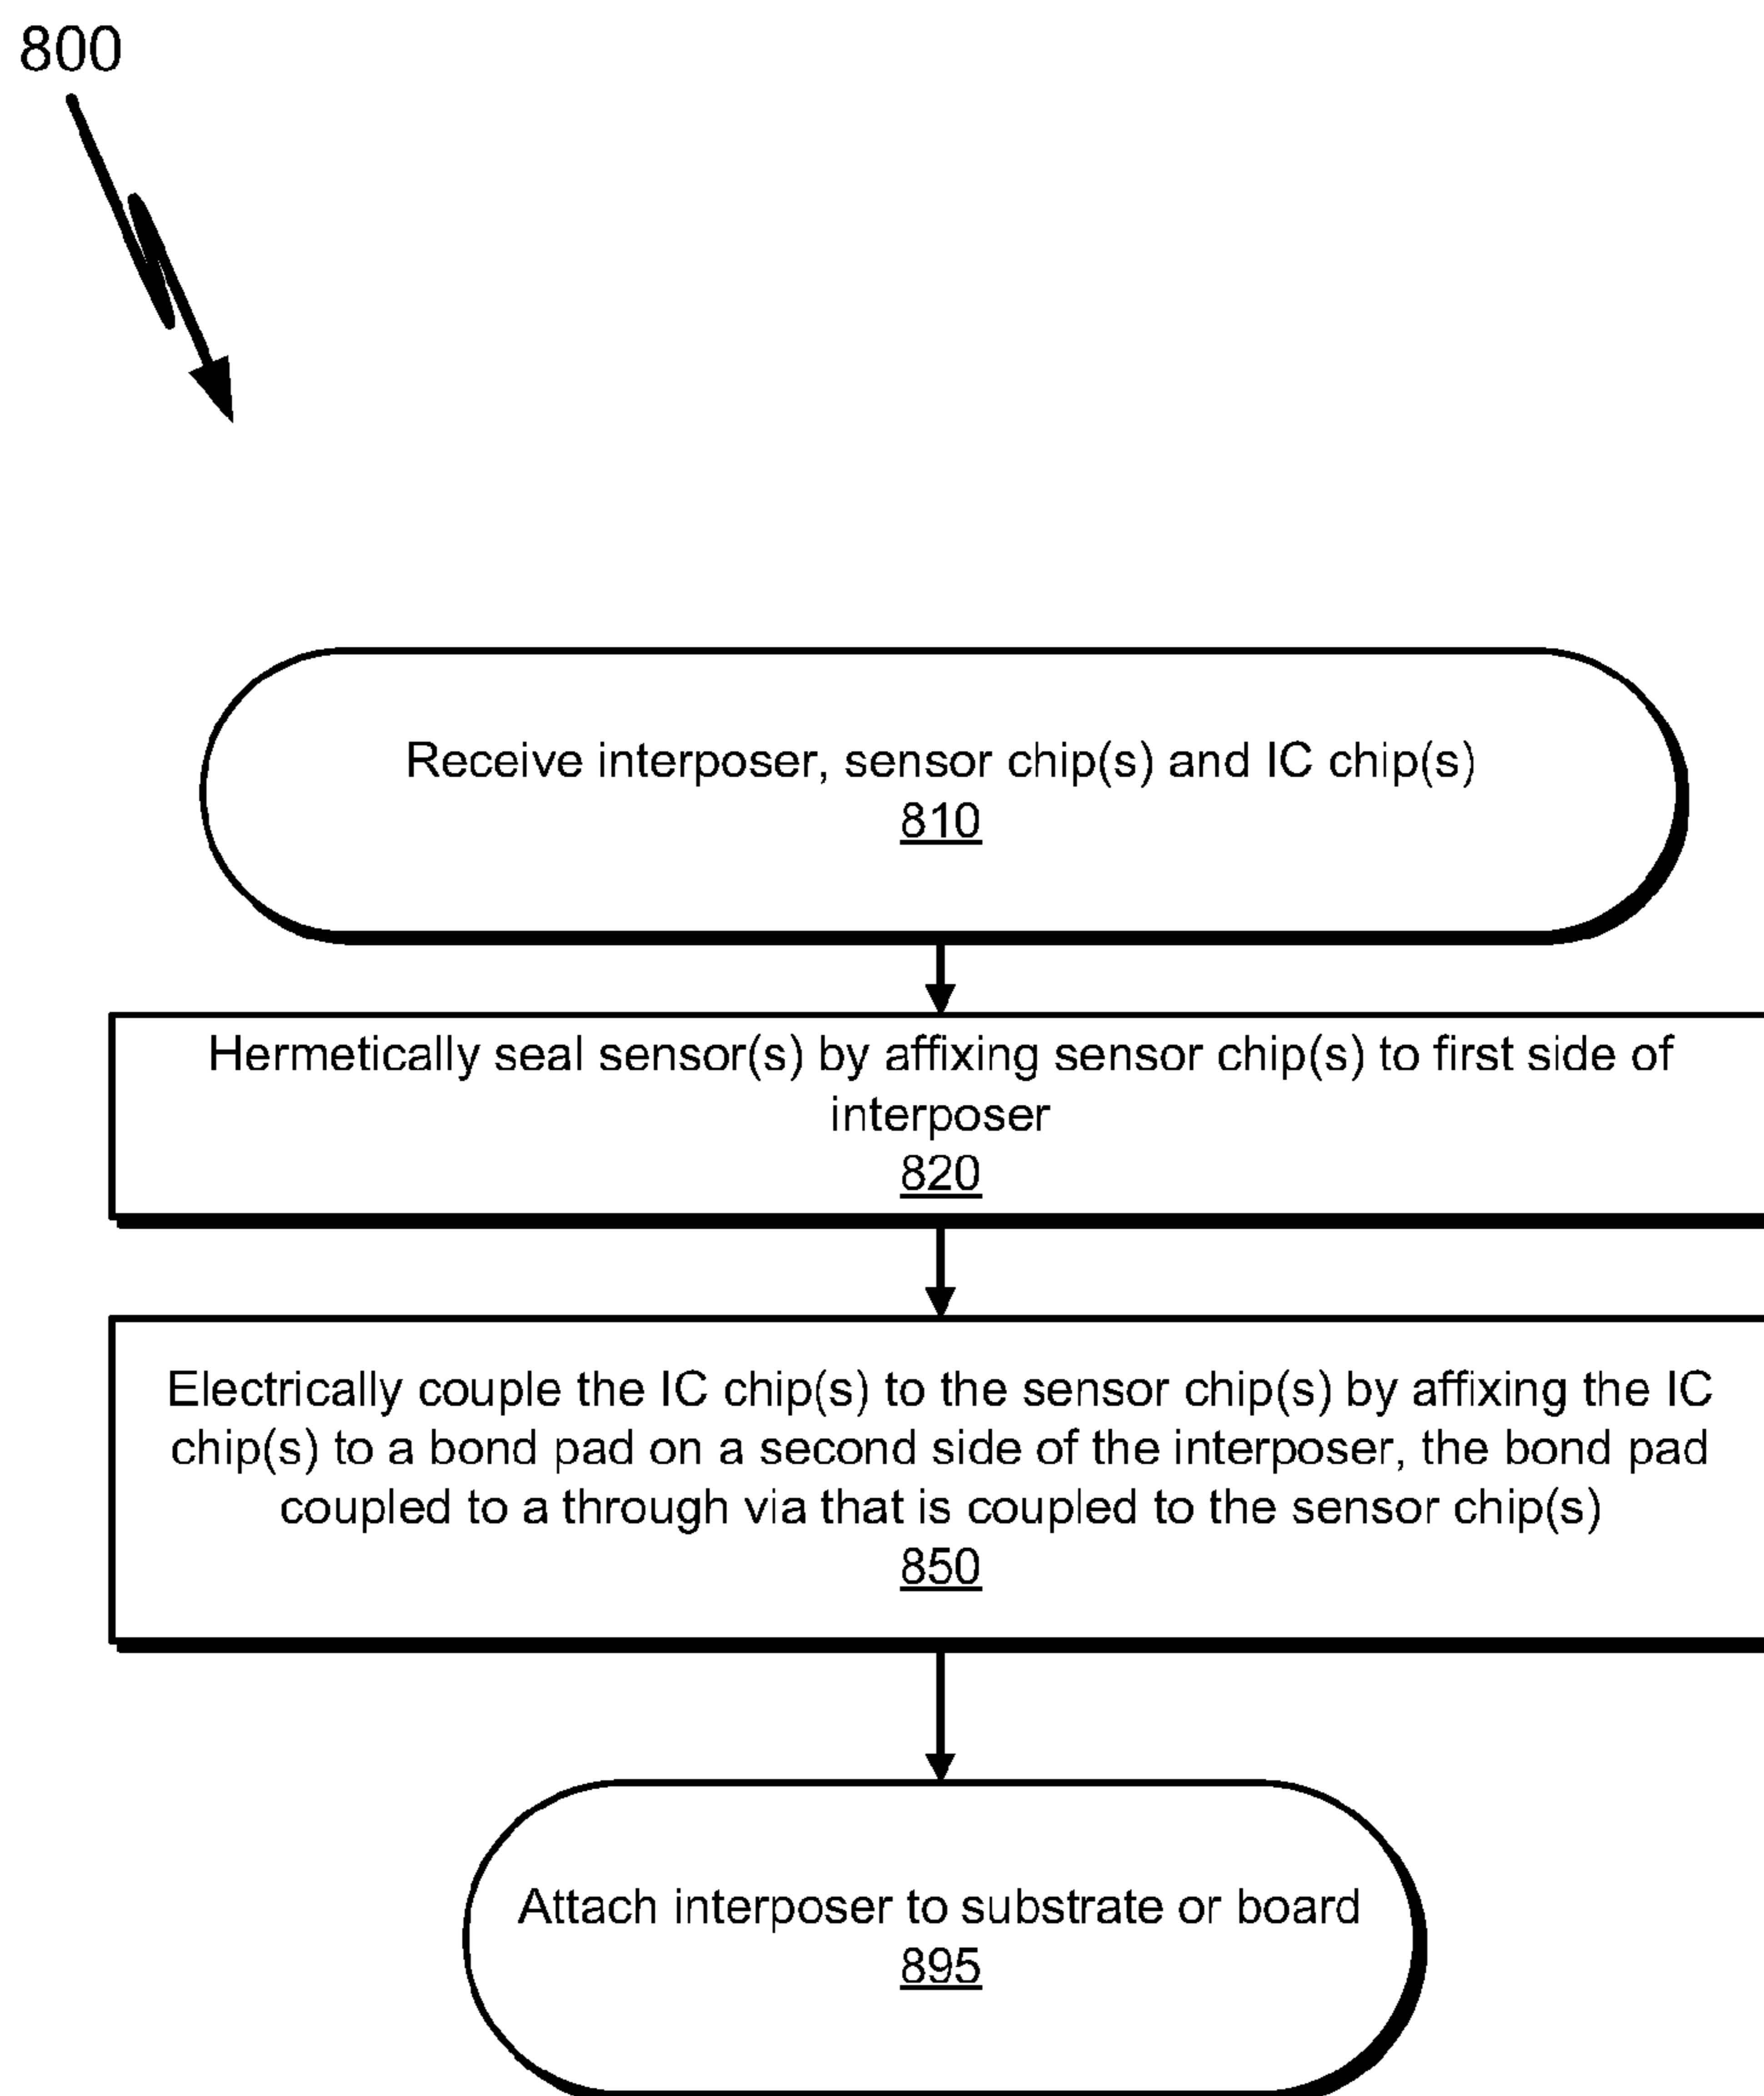 800
Receive interposer, sensor chip(s) and IC chip(s)
810
Hermetically seal sensor(s) by affixing sensor chip(s) to first side of
interposer
820
Electrically couple the IC chip(s) to the sensor chip(s) by affixing the IC
chip(s) to a bond pad on a second side of the interposer, the bond pad
coupled to a through via that is coupled to the sensor chip(s)
850
Attach interposer to substrate or board
895